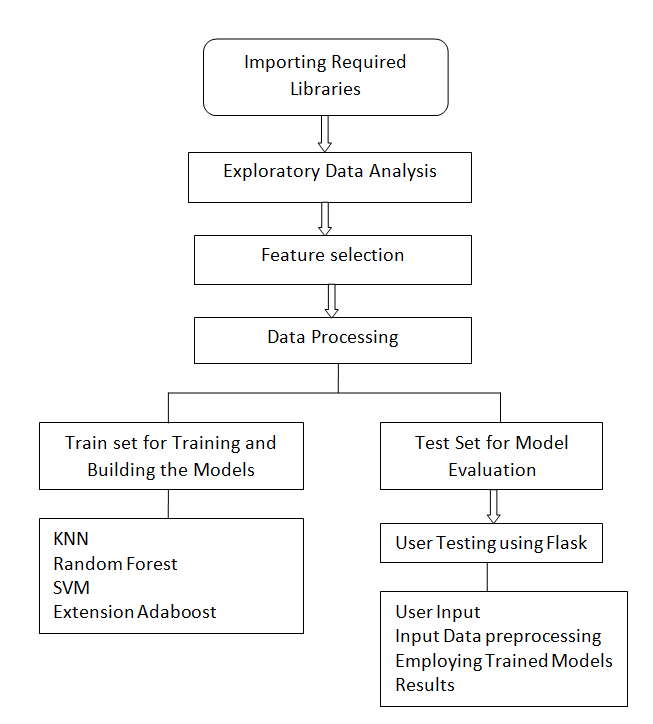 Importing Required
Libraries
Exploratory Data Analysis
Feature selection
Data Processing
Train set for Training and
Building the Models
Test Set for Model
Evaluation
KNN
Random Forest
SVM
Extension Adaboost
User Testing using Flask
User Input
Input Data preprocessing
Employing Trained Models
Results